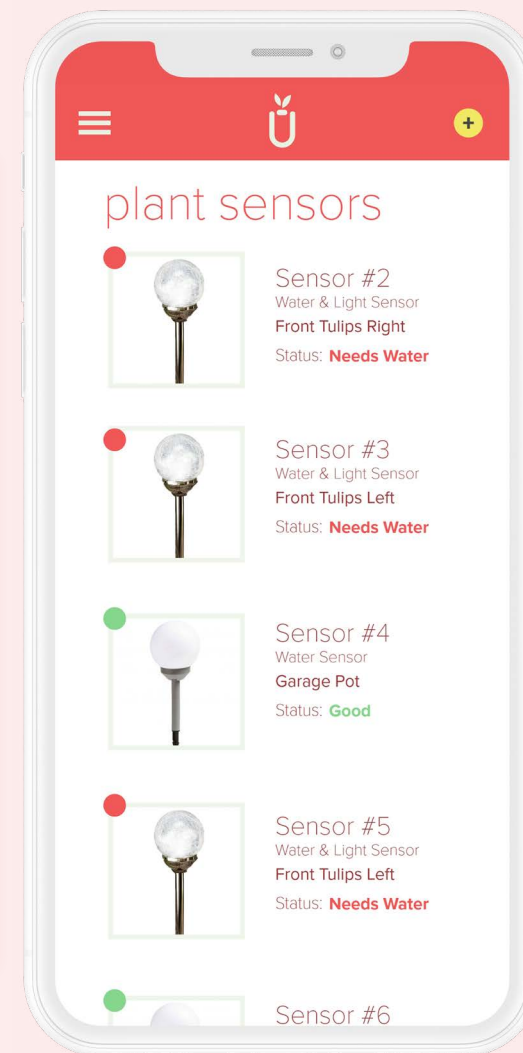 plant sensors
Sensor #2
Water & Light Sensor
Front Tulips Right
Status: Needs Water
Sensor #3
Water & Light Sensor
Front Tulips Left
Status: Needs Water
Sensor #4
Water Sensor
Garage Pot
Status: Good
Sensor #5
Water & Light Sensor
Front Tulips Left
Status: Needs Water
Sensor #6